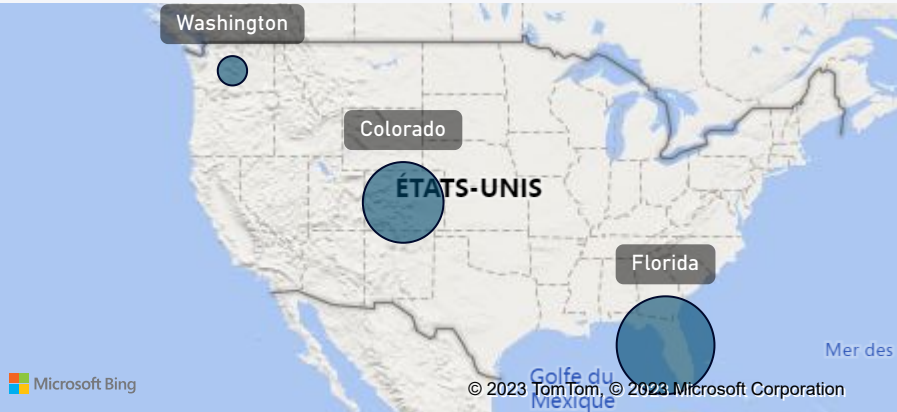 Washington
Colorado
ÉTATS-UNIS
Florida
Mer des
Golfe du
Mexique
Microsoft Bing
© 2023 TomTom, © 2023 Microsoft Corporation